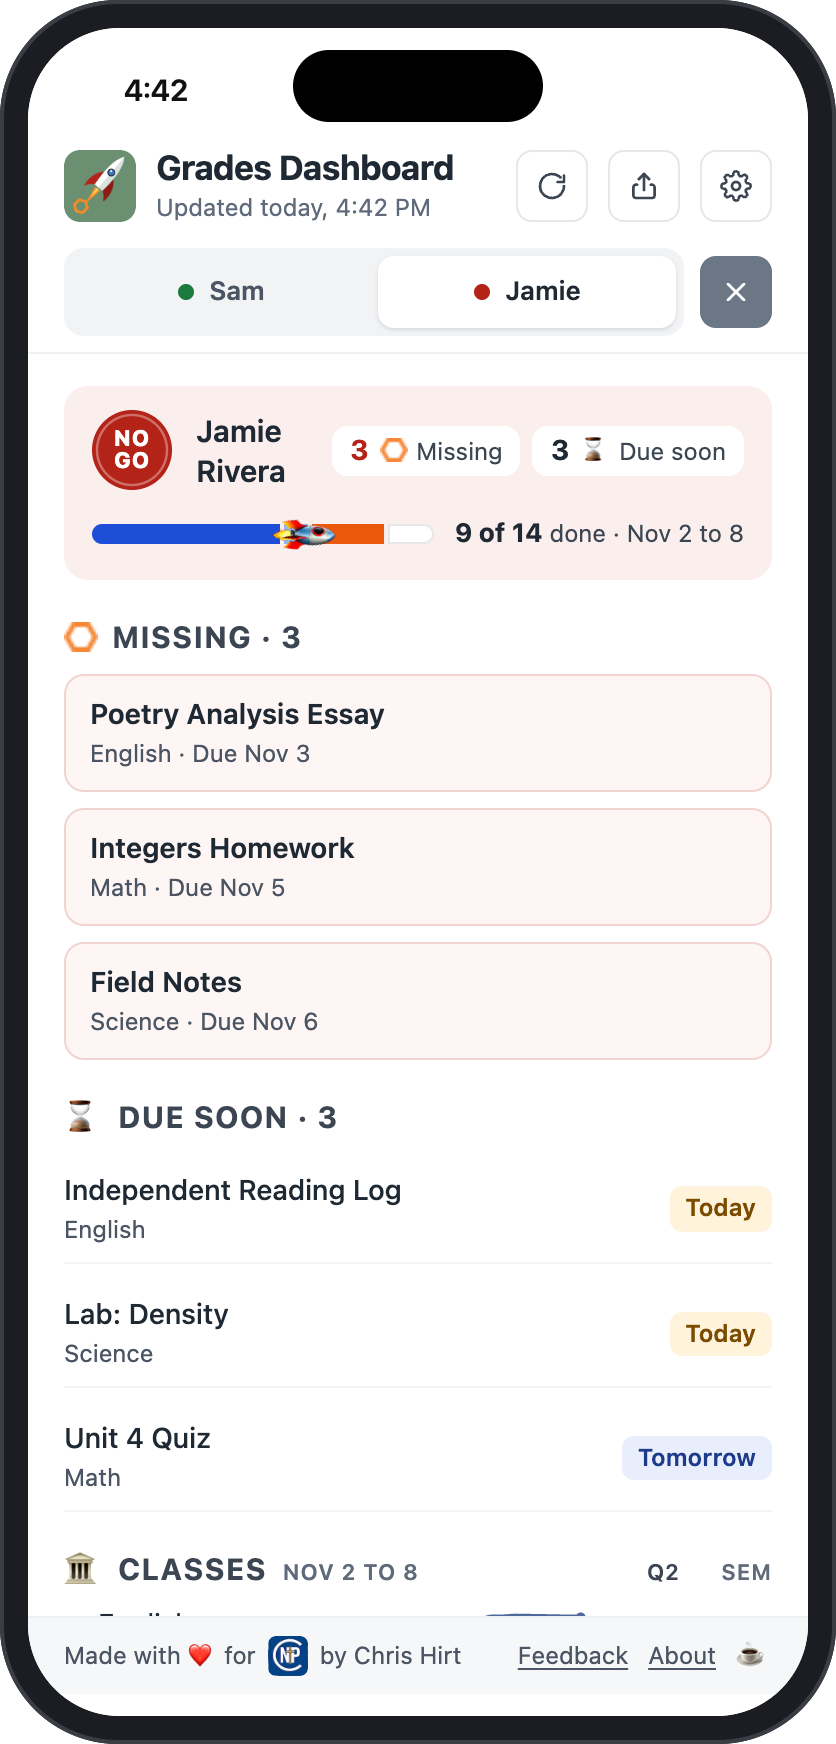 4:42
Grades Dashboard
Updated today, 4:42 PM
Sam
Jamie
NO
GO
Jamie
Rivera
3 Missing
3 Due soon
9 of 14 done · Nov 2 to 8
MISSING · 3
Poetry Analysis Essay
English · Due Nov 3
Integers Homework
Math · Due Nov 5
Field Notes
Science · Due Nov 6
DUE SOON · 3
Independent Reading Log
English
Today
Lab: Density
Science
Today
Unit 4 Quiz
Math
Tomorrow
CLASSES NOV 2 TO 8 Q2 SEM
Made with ❤️ for by Chris Hirt Feedback About